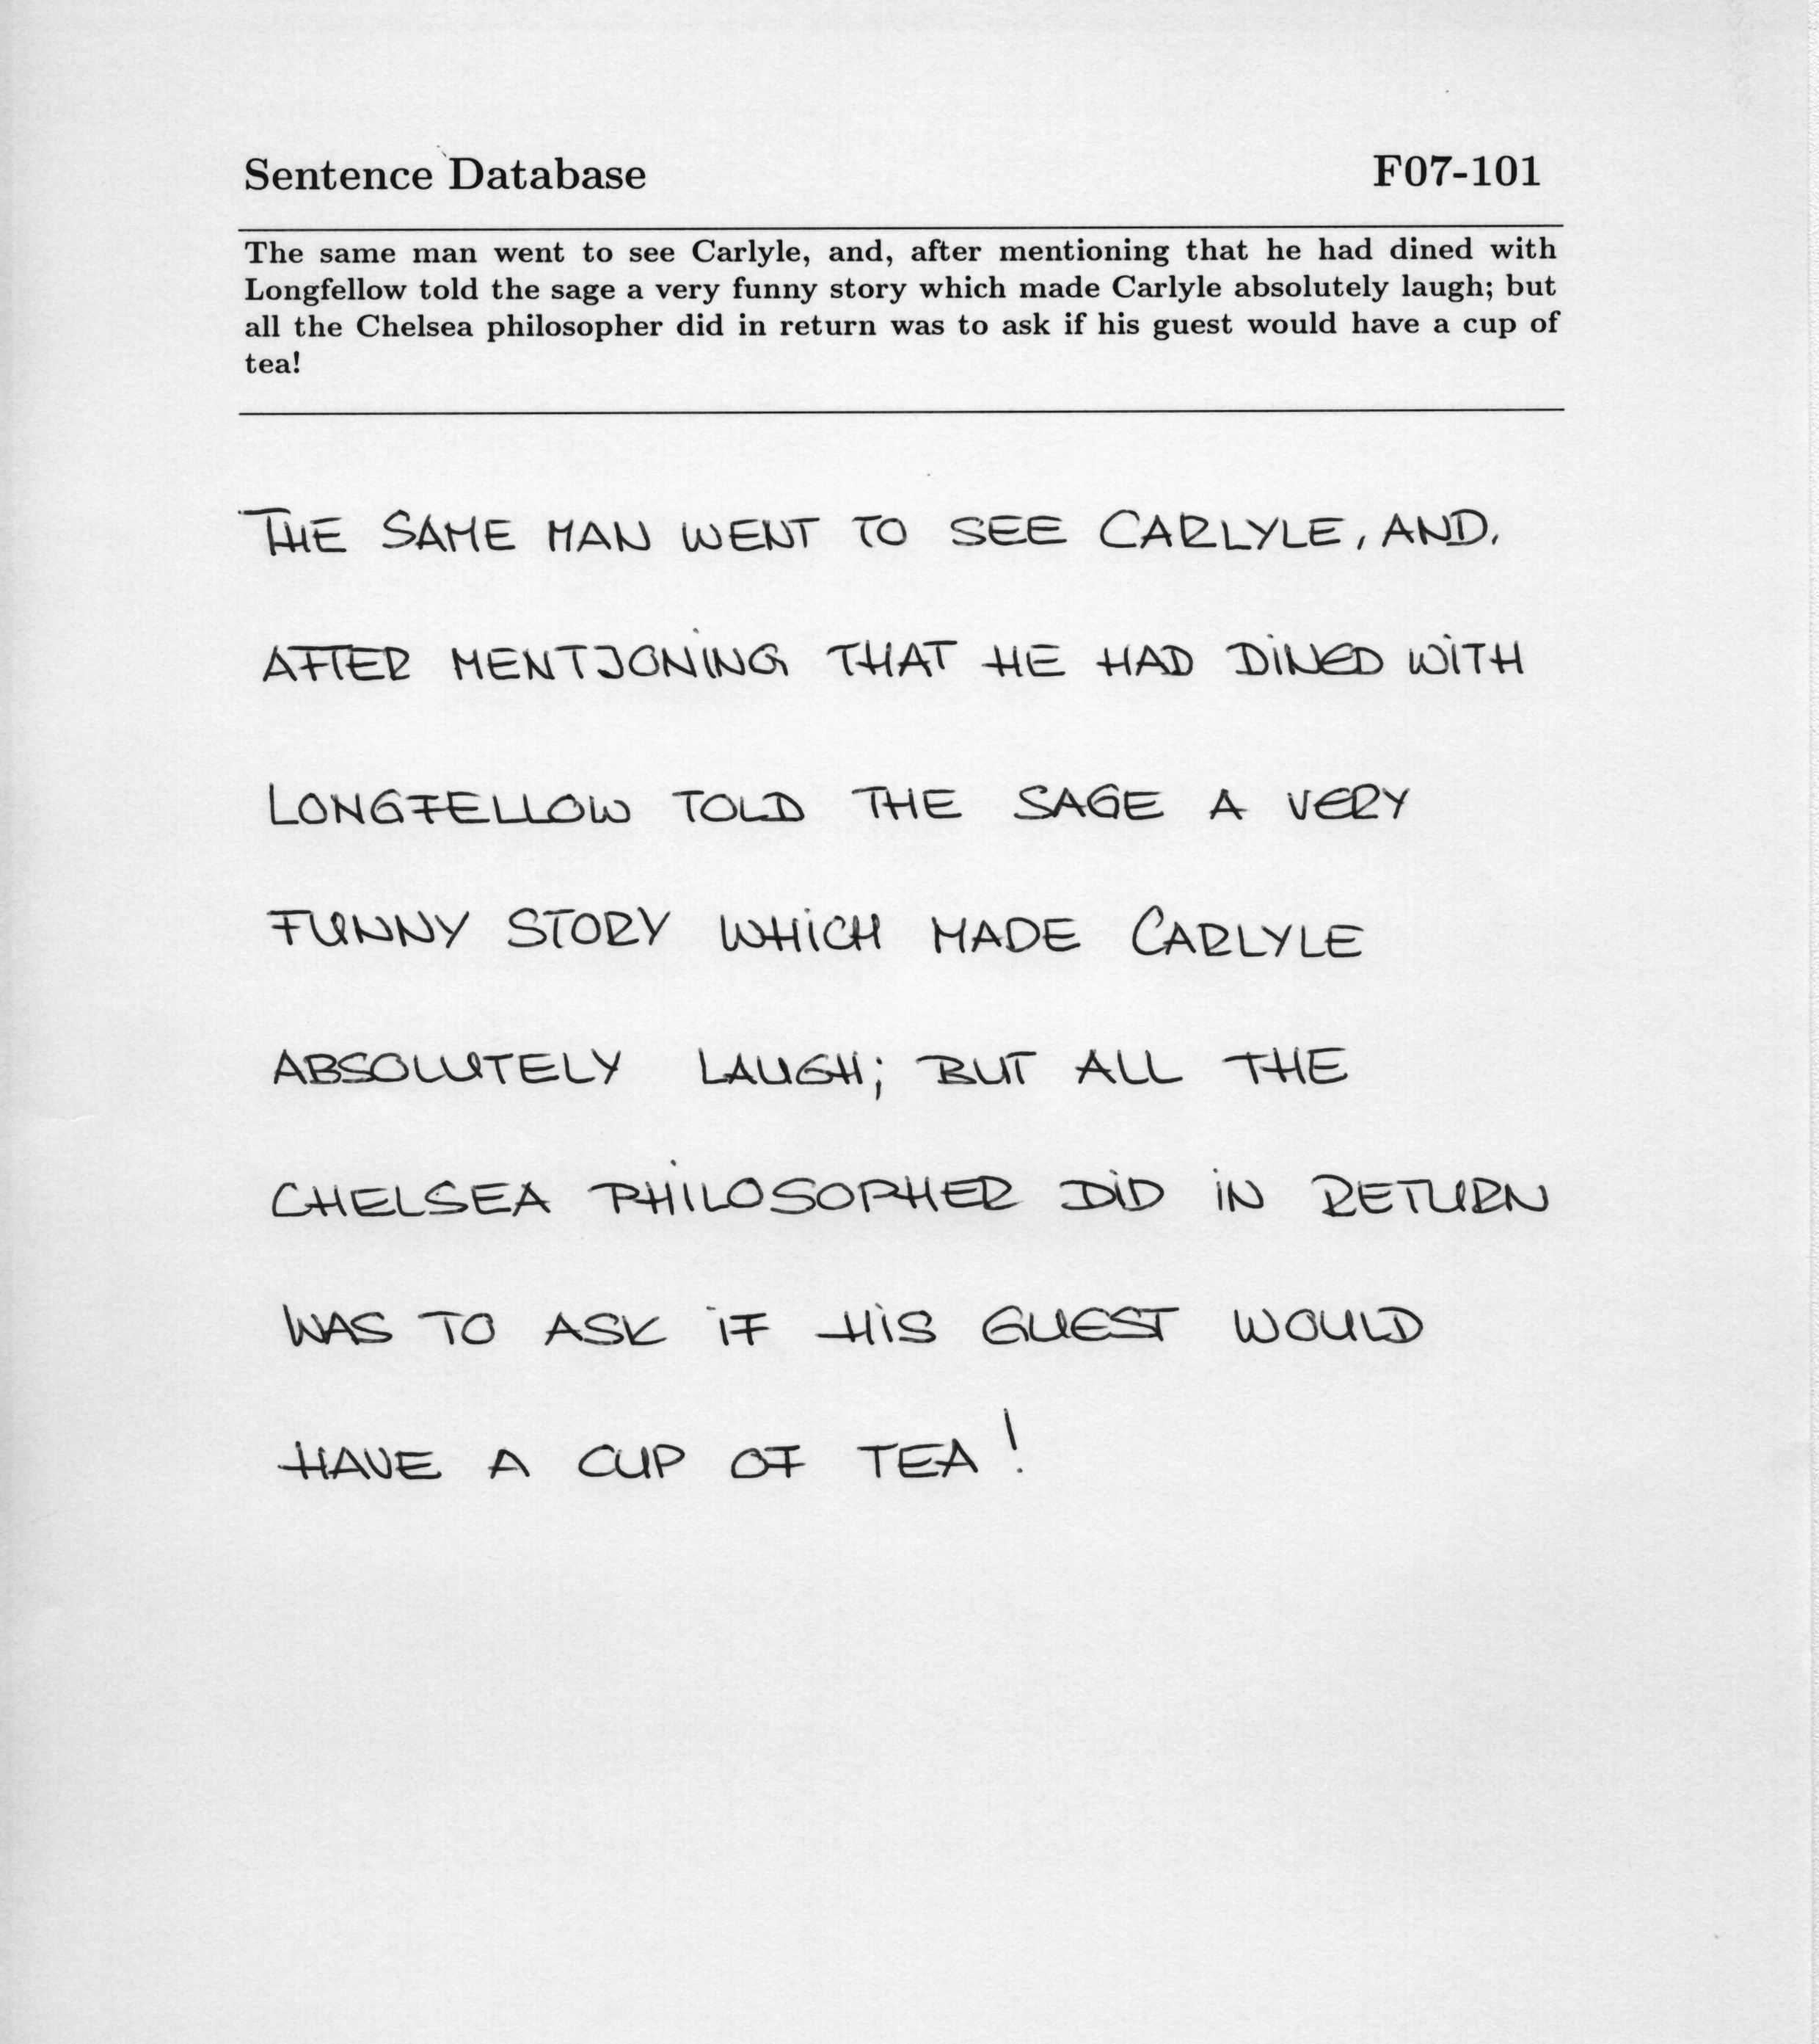 Sentence Database F07-101
The same man went to see Carlyle, and, after mentioning that he had dined with
Longfellow told the sage a very funny story which made Carlyle absolutely laugh; but
all the Chelsea philosopher did in return was to ask if his guest would have a cup of
tea!
THE SAME MAN WENT TO SEE CARLYLE, AND,
AFTER MENTJONiNG THAT HE HAD DiNED WiTH
LONGFELLOW TOLD THE SAGE A VERY
FUNNY STORY WHiCH MADE CARLYLE
ABSOLUTELY LAUGH; BUT ALL THE
CHELSEA PHiLOSOPHER DiD iN RETURN
WAS TO ASK iF HiS GUEST WOULD
HAVE A CUP OF TEA!